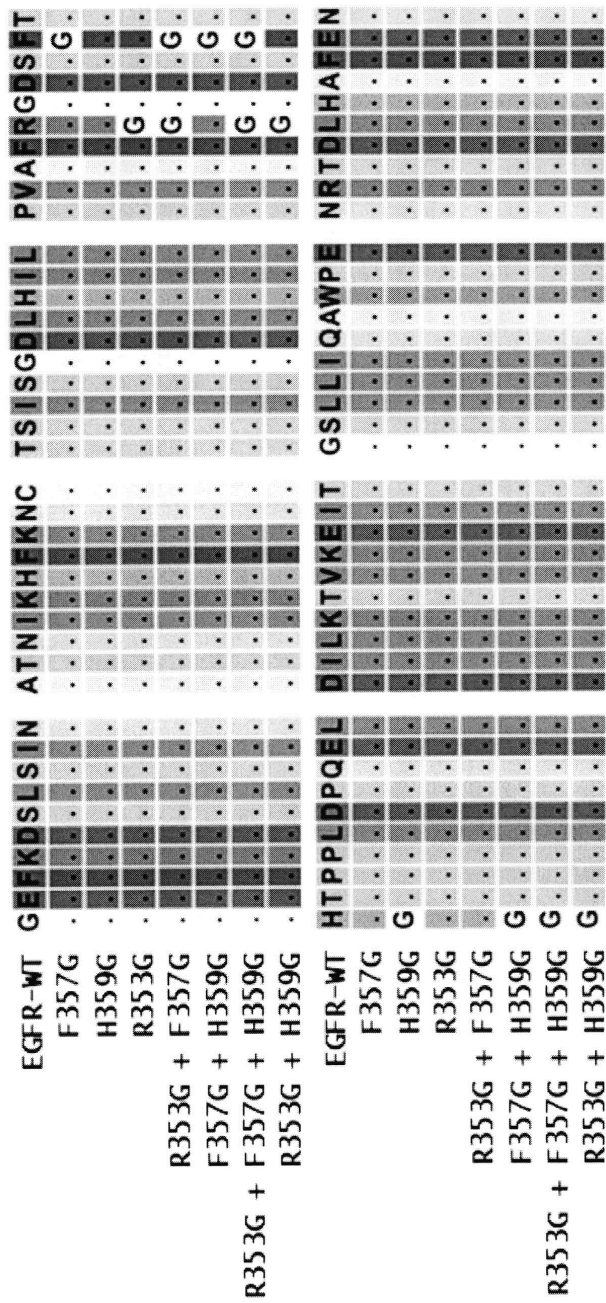 EGFR-WT GEFKDSLSIN ATNIKHFKNC TSISGDLHIL PVAFRGDSFT
F357G .......... .......... .......... ........G.
H359G .......... .......... .......... ..........
R353G .......... .......... .......... ....G.....
R353G + F357G .......... .......... .......... ....G...G.
F357G + H359G .......... .......... .......... ........G.
R353G + F357G + H359G .......... .......... .......... ....G...G.
R353G + H359G .......... .......... .......... ....G.....
EGFR-WT HTPPLDPQEL DILKTVKEIT GSLLIQAWPE NRTDLHAFEN
F357G .......... .......... .......... ..........
H359G G......... .......... .......... ..........
R353G .......... .......... .......... ..........
R353G + F357G .......... .......... .......... ..........
F357G + H359G G......... .......... .......... ..........
R353G + F357G + H359G G......... .......... .......... ..........
R353G + H359G G......... .......... .......... ..........